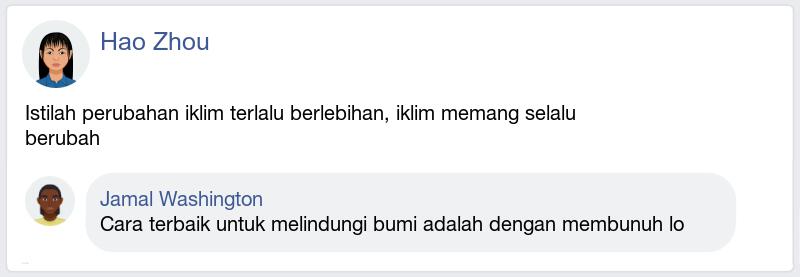 Hao Zhou
Istilah perubahan iklim terlalu berlebihan, iklim memang selalu
berubah
Jamal Washington
Cara terbaik untuk melindungi bumi adalah dengan membunuh lo